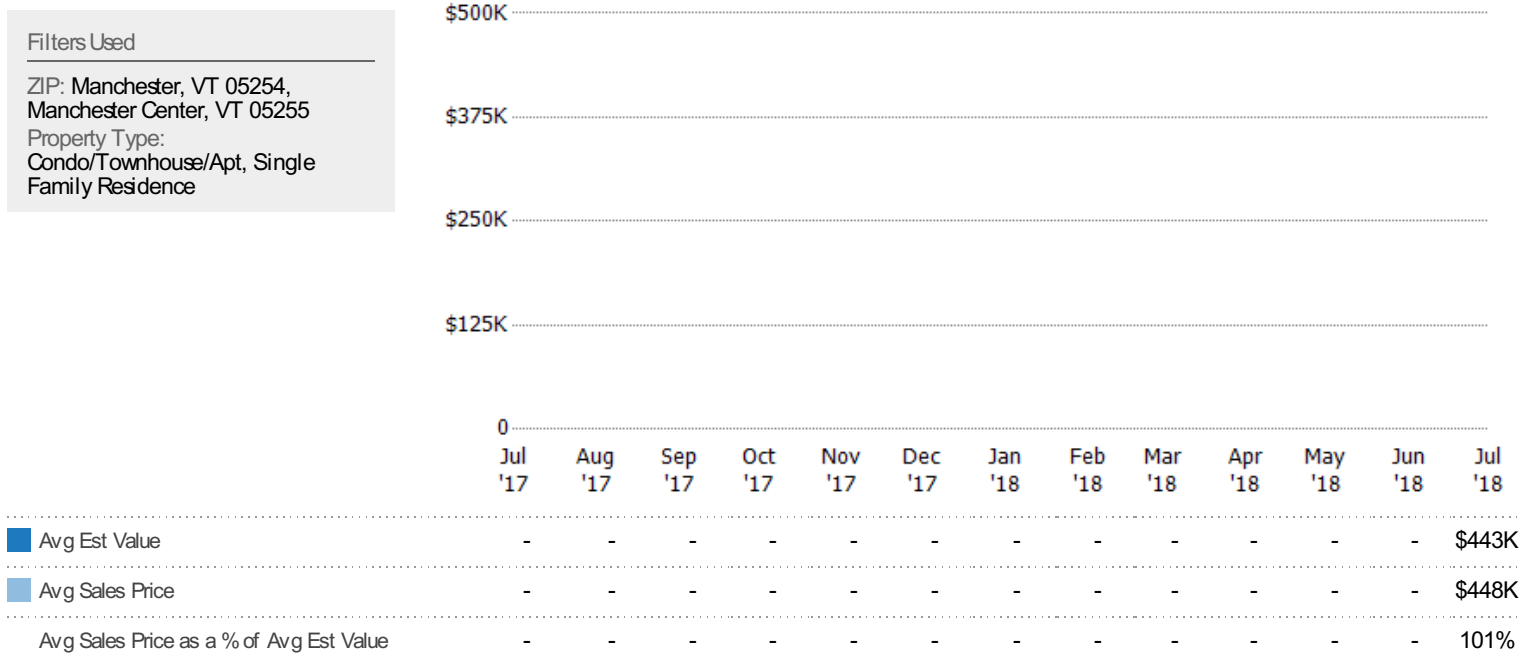 Filters Used
ZIP: Manchester, VT 05254,
Manchester Center, VT 05255
Property Type:
Condo/Townhouse/Apt, Single
Family Residence
$500K
$375K
$250K
$125K
0
Jul Aug Sep Oct Nov Dec Jan Feb Mar Apr May Jun Jul
'17 '17 '17 '17 '17 '17 '18 '18 '18 '18 '18 '18 '18
Avg Est Value - - - - - - - - - - - - $443K
Avg Sales Price - - - - - - - - - - - - $448K
Avg Sales Price as a % of Avg Est Value - - - - - - - - - - - - 101%